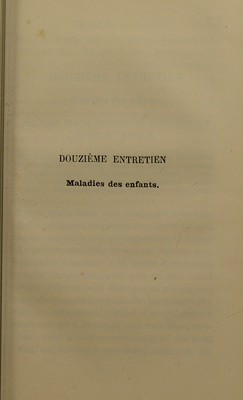 DOUZIÈME ENTRETIEN
Maladies des enfants.